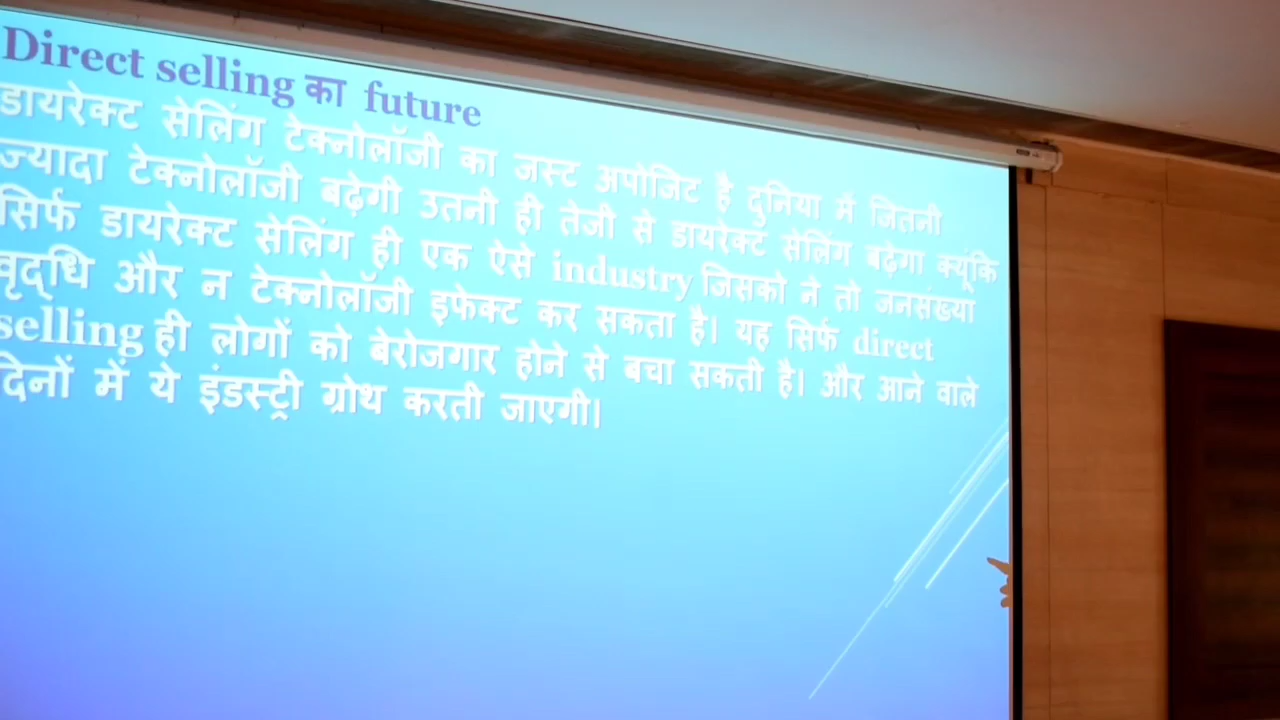 Direct selling का future
डायरेक्ट सेलिंग टेक्नोलॉजी का जस्ट अपोजिट है दुनिया में जितनी
ज्यादा टेक्नोलॉजी बढ़ेगी उतनी ही तेजी से डायरेक्ट सेलिंग बढ़ेगा क्यूंकि
सिर्फ डायरेक्ट सेलिंग ही एक ऐसे industry जिसको ने तो जनसंख्या
वृद्धि और न टेक्नोलॉजी इफेक्ट कर सकता है। यह सिर्फ direct
selling ही लोगों को बेरोजगार होने से बचा सकती है। और आने वाले
दिनों में ये इंडस्ट्री ग्रोथ करती जाएगी।